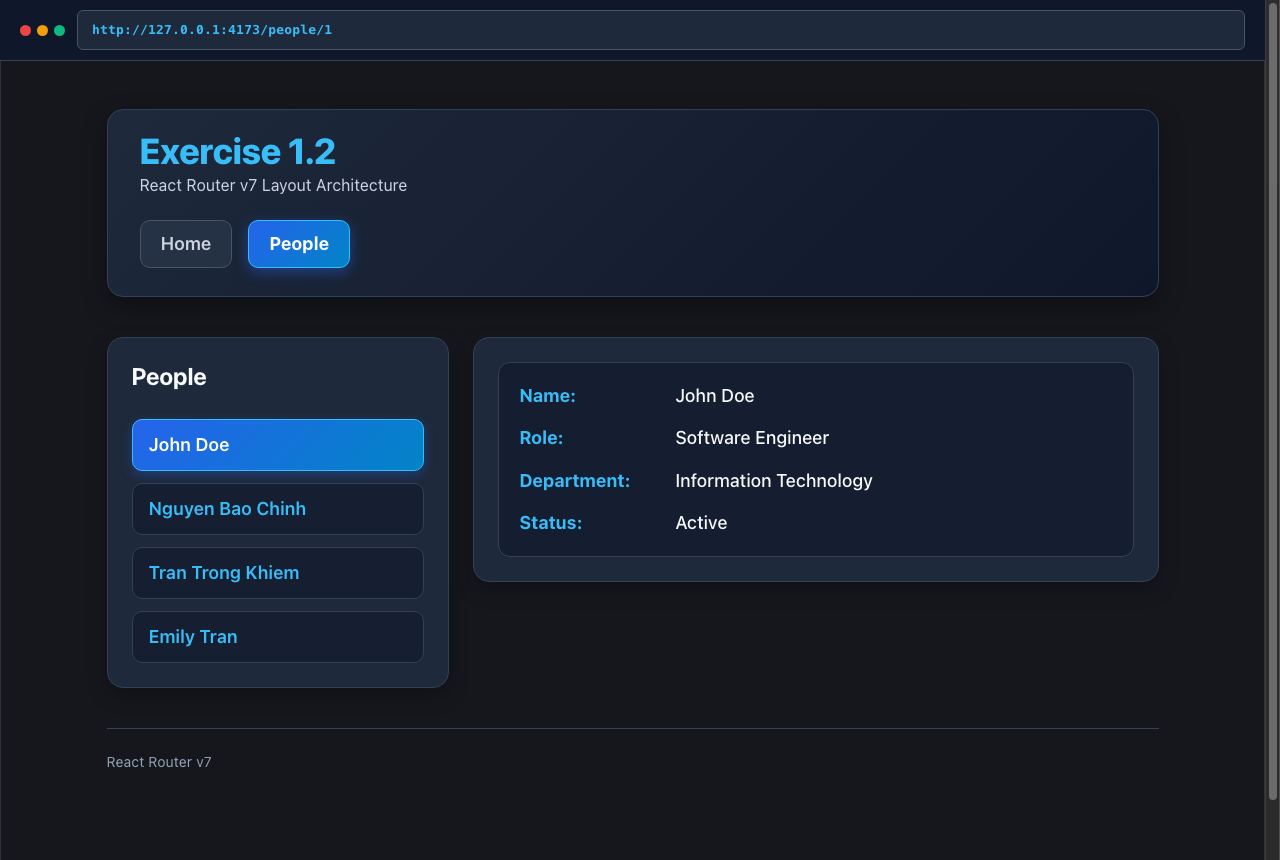 http://127.0.0.1:4173/people/1
Exercise 1.2
React Router v7 Layout Architecture
Home People
People
John Doe
Nguyen Bao Chinh
Tran Trong Khiem
Emily Tran
Name: John Doe
Role: Software Engineer
Department: Information Technology
Status: Active
React Router v7